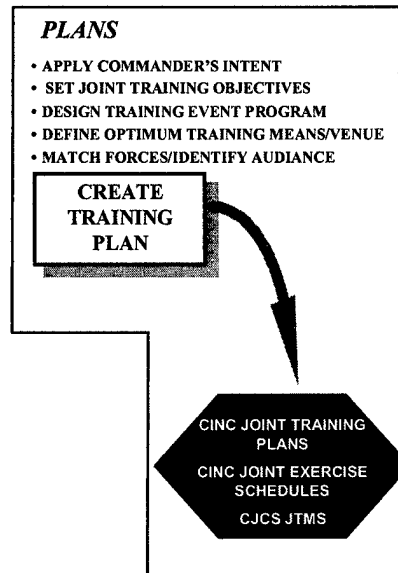 PLANS
• APPLY COMMANDER'S INTENT
• SET JOINT TRAINING OBJECTIVES
• DESIGN TRAINING EVENT PROGRAM
• DEFINE OPTIMUM TRAINING MEANS/VENUE
• MATCH FORCES/IDENTIFY AUDIANCE
CREATE
TRAINING
PLAN
CINC JOINT TRAINING
PLANS
CINC JOINT EXERCISE
SCHEDULES
CJCS JTMS